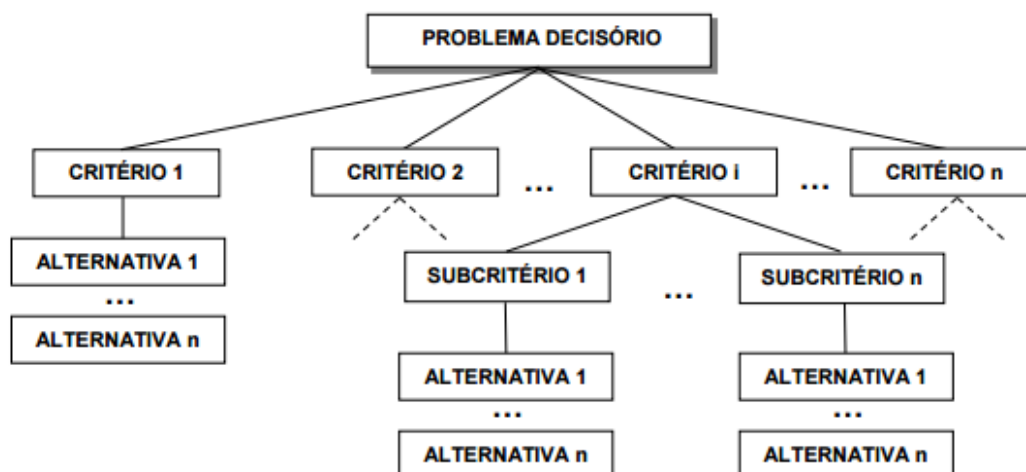 PROBLEMA DECISÓRIO
CRITÉRIO 1
CRITÉRIO 2
...
CRITÉRIO i
...
CRITÉRIO n
ALTERNATIVA 1
...
ALTERNATIVA n
SUBCRITÉRIO 1
...
SUBCRITÉRIO n
ALTERNATIVA 1
...
ALTERNATIVA n
ALTERNATIVA 1
...
ALTERNATIVA n